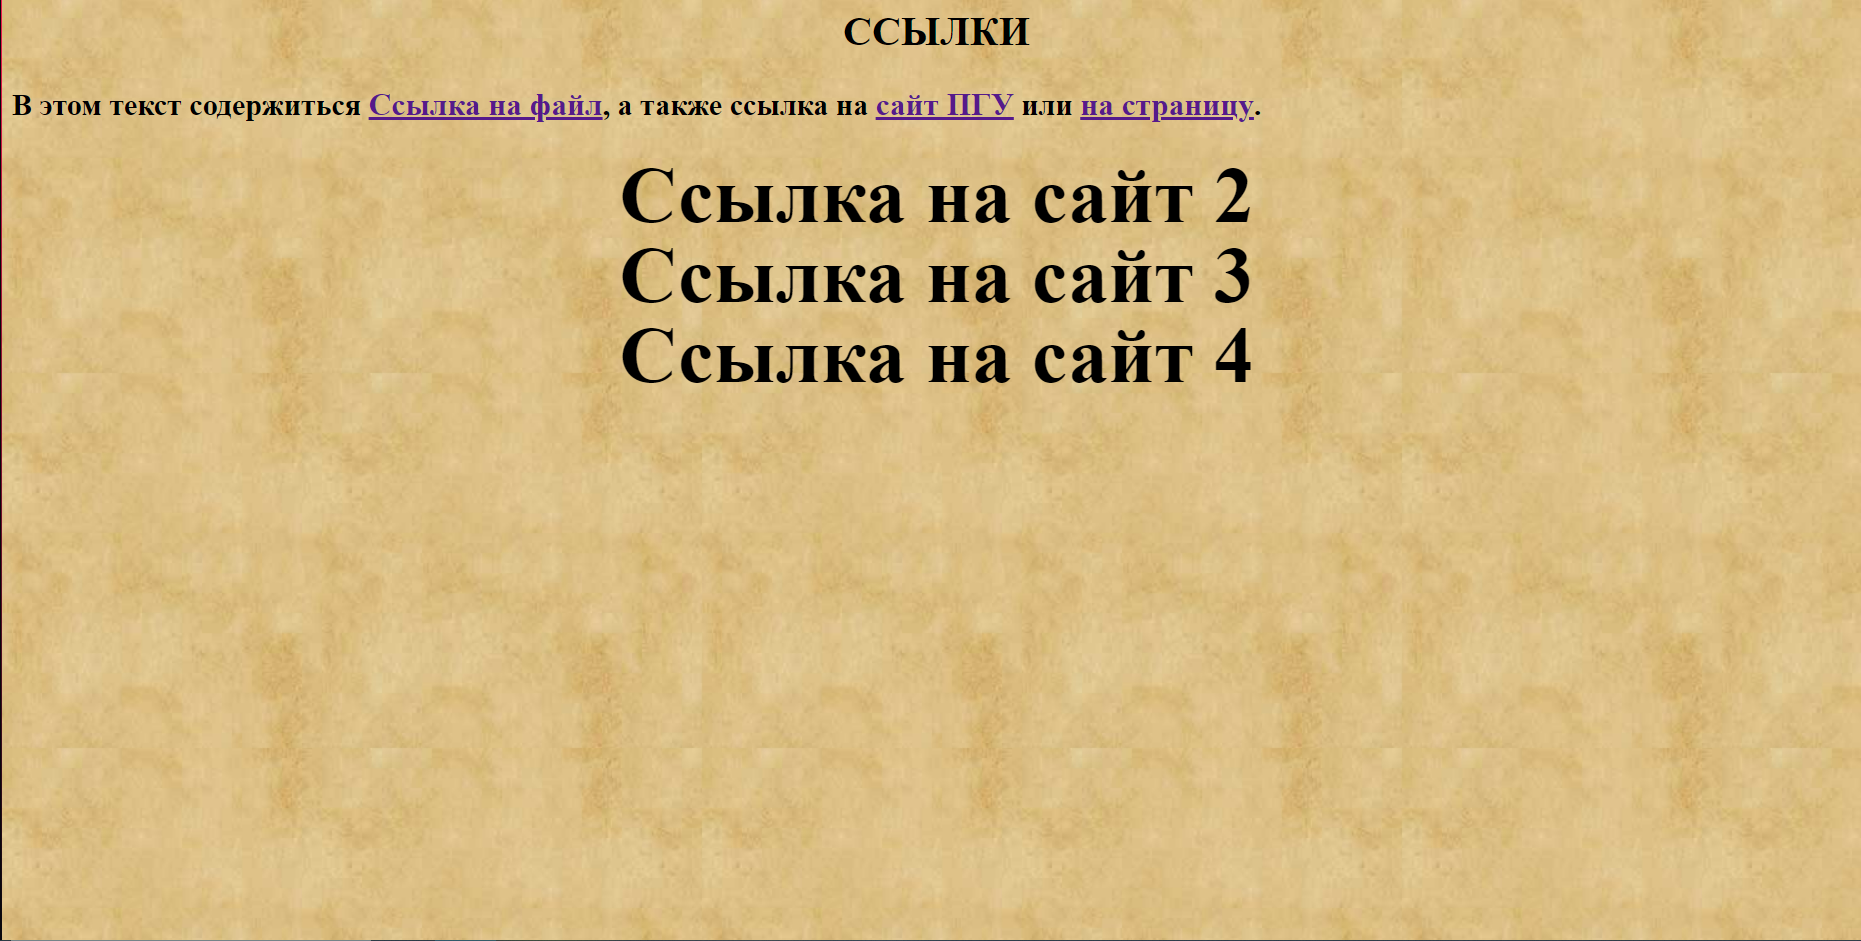 ССЫЛКИ
В этом текст содержиться Ссылка на файл, а также ссылка на сайт ПГУ или на страницу.
Ссылка на сайт 2
Ссылка на сайт 3
Ссылка на сайт 4